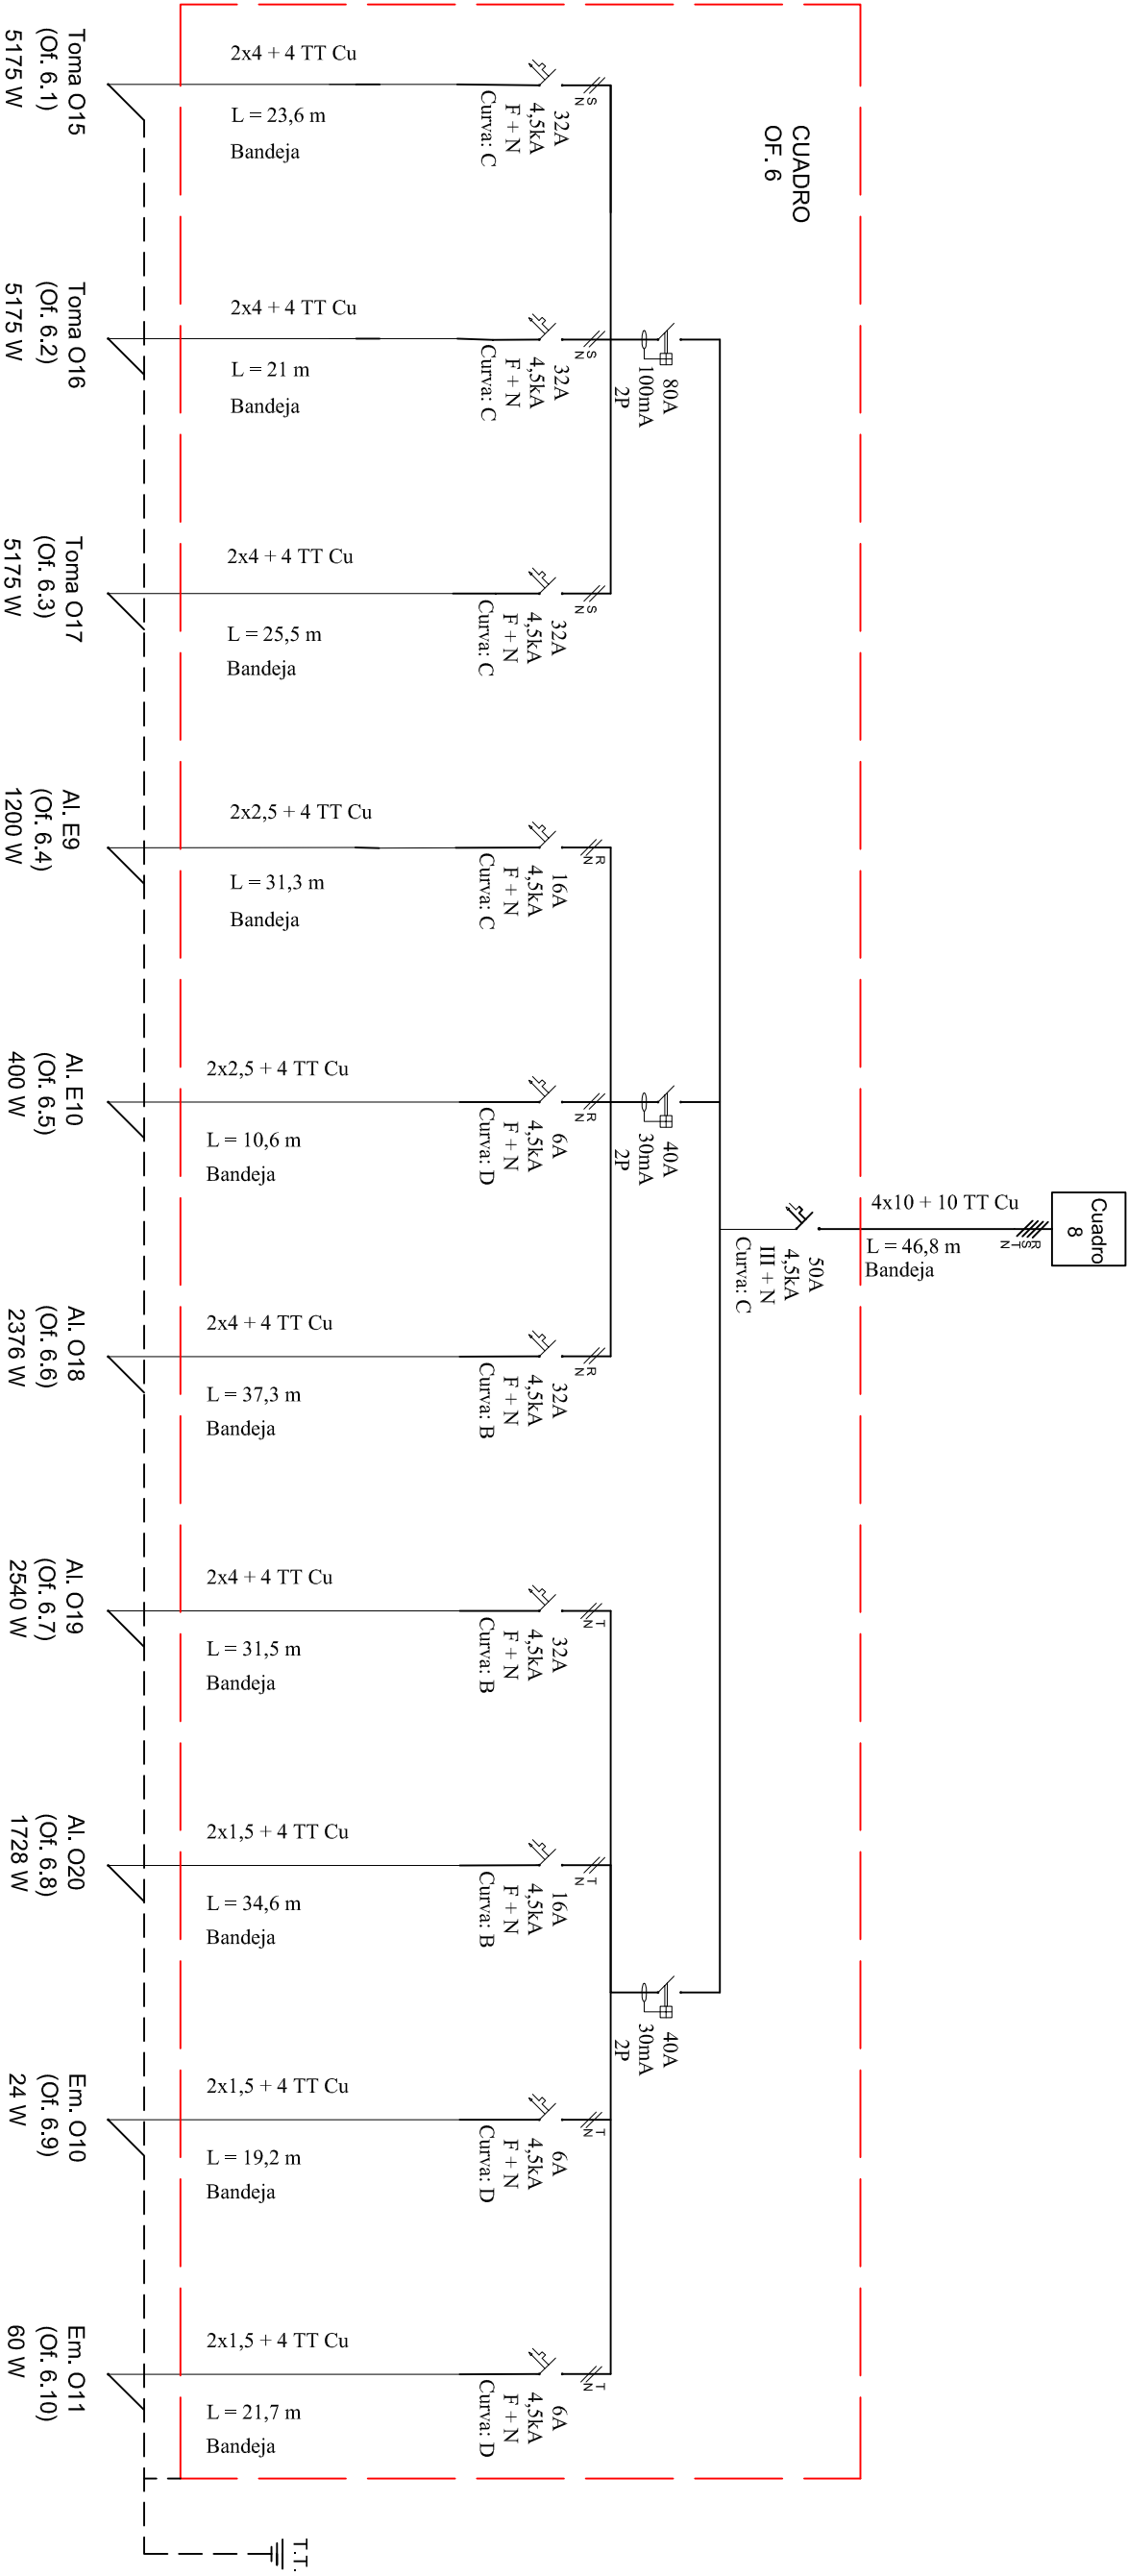 Cuadro
8
4x10 + 10 TT Cu
L = 46,8 m
Bandeja
R
S
T
N
CUADRO
OF. 6
50A
4,5kA
III + N
Curva: C
80A
100mA
2P
40A
30mA
2P
40A
30mA
2P
S
N
32A
4,5kA
F + N
Curva: C
2x4 + 4 TT Cu
L = 23,6 m
Bandeja
Toma O15
(Of. 6.1)
5175 W
S
N
32A
4,5kA
F + N
Curva: C
2x4 + 4 TT Cu
L = 21 m
Bandeja
Toma O16
(Of. 6.2)
5175 W
S
N
32A
4,5kA
F + N
Curva: C
2x4 + 4 TT Cu
L = 25,5 m
Bandeja
Toma O17
(Of. 6.3)
5175 W
R
N
16A
4,5kA
F + N
Curva: C
2x2,5 + 4 TT Cu
L = 31,3 m
Bandeja
Al. E9
(Of. 6.4)
1200 W
R
N
6A
4,5kA
F + N
Curva: D
2x2,5 + 4 TT Cu
L = 10,6 m
Bandeja
Al. E10
(Of. 6.5)
400 W
R
N
32A
4,5kA
F + N
Curva: B
2x4 + 4 TT Cu
L = 37,3 m
Bandeja
Al. O18
(Of. 6.6)
2376 W
T
N
32A
4,5kA
F + N
Curva: B
2x4 + 4 TT Cu
L = 31,5 m
Bandeja
Al. O19
(Of. 6.7)
2540 W
T
N
16A
4,5kA
F + N
Curva: B
2x1,5 + 4 TT Cu
L = 34,6 m
Bandeja
Al. O20
(Of. 6.8)
1728 W
T
N
6A
4,5kA
F + N
Curva: D
2x1,5 + 4 TT Cu
L = 19,2 m
Bandeja
Em. O10
(Of. 6.9)
24 W
T
N
6A
4,5kA
F + N
Curva: D
2x1,5 + 4 TT Cu
L = 21,7 m
Bandeja
Em. O11
(Of. 6.10)
60 W
T.T.